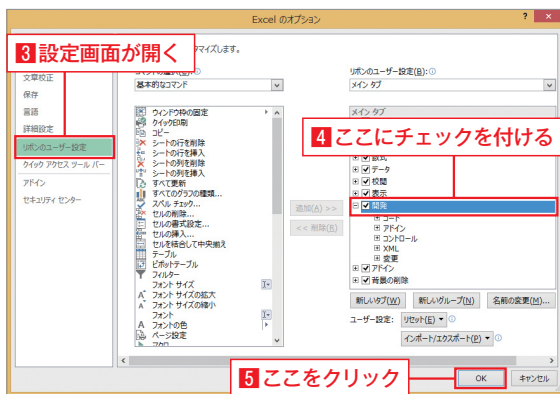 Excel のオプション
? ×
3 設定画面が開く
マイズします。
文章校正
保存
言語
詳細設定
リボンのユーザー設定
クイック アクセス ツール バー
アドイン
セキュリティ センター
基本的なコマンド
ウィンドウ枠の固定
クイック印刷
コピー
シートの行を削除
シートの行を挿入
シートの列を削除
シートの列を挿入
すべて更新
すべてのグラフの種類...
スペル チェック...
セルの削除...
セルの書式設定...
セルの挿入...
セルを結合して中央揃え
テーブル
ピボットテーブル
フィルター
フォント サイズ
フォント サイズの拡大
フォント サイズの縮小
フォント
フォントの色
ページ設定
マクロ
追加(A) >>
<< 削除(R)
リボンのユーザー設定(B):
メイン タブ
メイン タブ
4 ここにチェックを付ける
数式
データ
校閲
表示
開発
コード
アドイン
コントロール
XML
変更
アドイン
背景の削除
新しいタブ(W) 新しいグループ(N) 名前の変更(M)...
ユーザー設定: リセット(E)
インポート/エクスポート(P)
5 ここをクリック
OK キャンセル